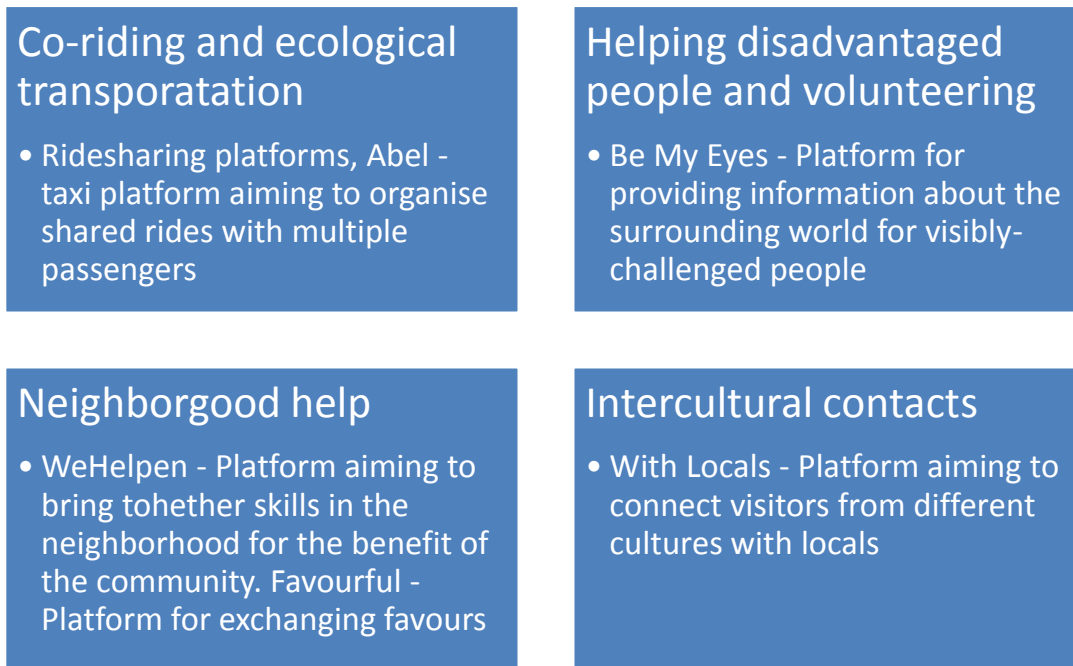 Co-riding and ecological
transporatation
• Ridesharing platforms, Abel -
taxi platform aiming to organise
shared rides with multiple
passengers
Helping disadvantaged
people and volunteering
• Be My Eyes - Platform for
providing information about the
surrounding world for visibly-
challenged people
Neighborgood help
• WeHelpen - Platform aiming to
bring tohether skills in the
neighborhood for the benefit of
the community. Favourful -
Platform for exchanging favours
Intercultural contacts
• With Locals - Platform aiming to
connect visitors from different
cultures with locals